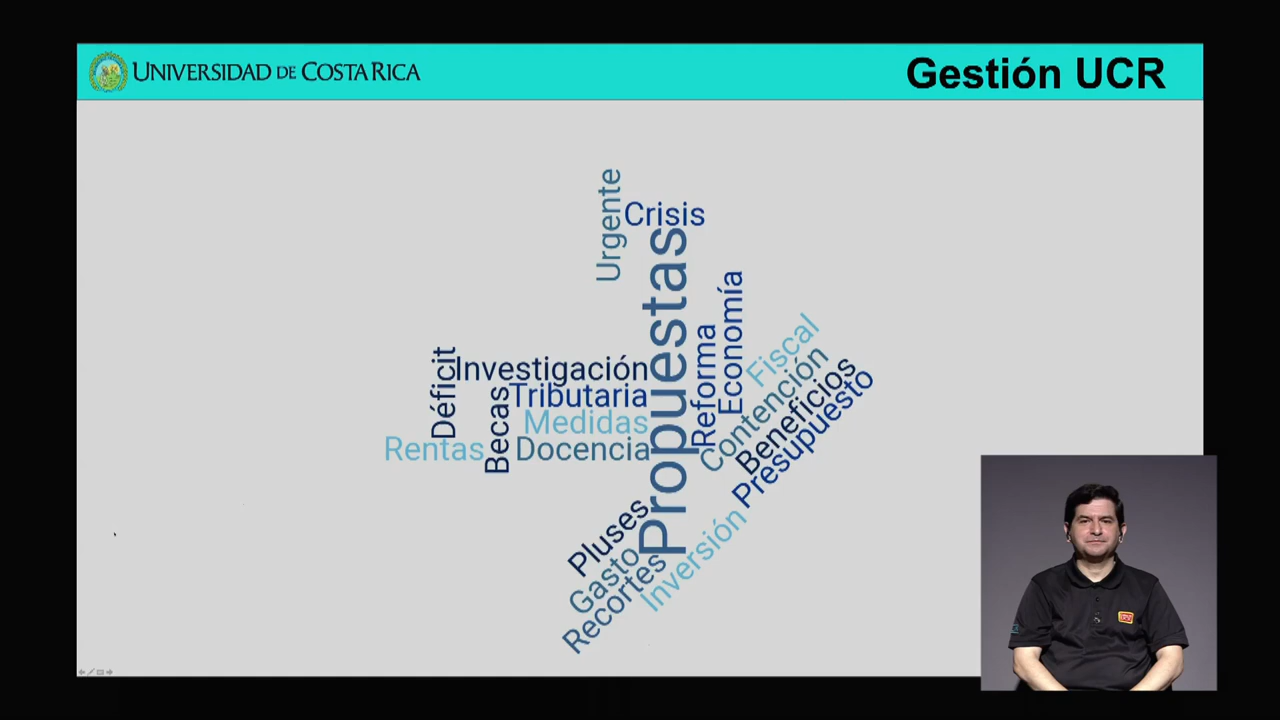 UNIVERSIDAD DE COSTA RICA
Gestión UCR
Urgente
Crisis
Propuestas
Economía
Reforma
Fiscal
Contención
Beneficios
Presupuesto
Déficit
Investigación
Tributaria
Becas
Medidas
Rentas
Docencia
Pluses
Gasto
Recortes
Inversión